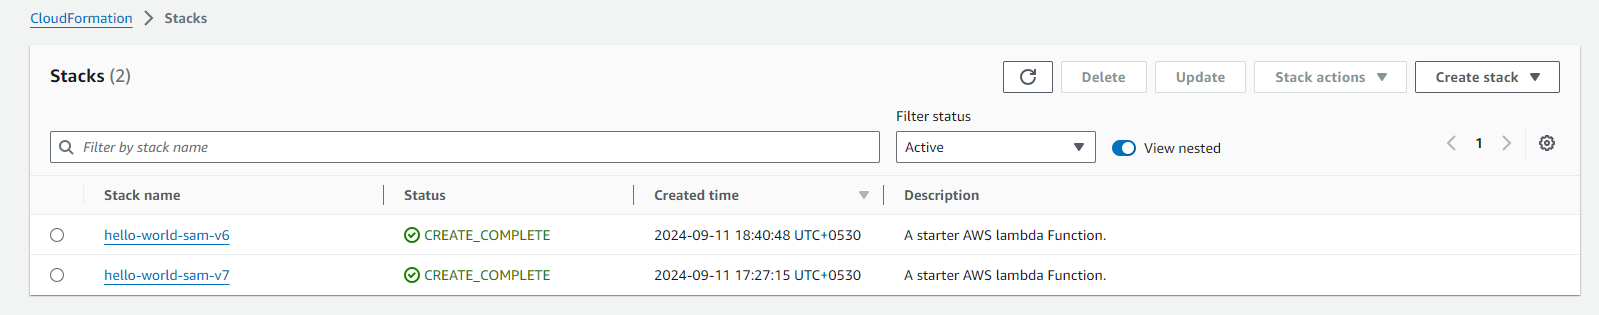 CloudFormation > Stacks
Stacks (2)
Delete
Update
Stack actions
Create stack
Filter status
Filter by stack name
Active
View nested
1
Stack name Status Created time Description
hello-world-sam-v6 CREATE_COMPLETE 2024-09-11 18:40:48 UTC+0530 A starter AWS lambda Function.
hello-world-sam-v7 CREATE_COMPLETE 2024-09-11 17:27:15 UTC+0530 A starter AWS lambda Function.